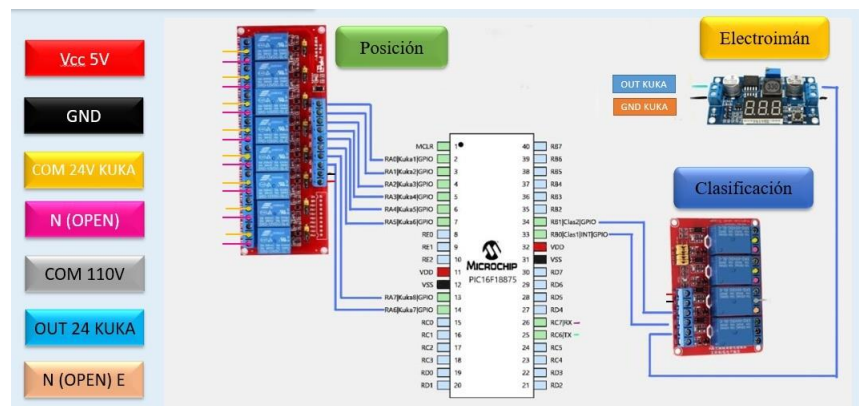 Vcc 5V
GND
COM 24V KUKA
N (OPEN)
COM 110V
OUT 24 KUKA
N (OPEN) E
Posición
Electroimán
OUT KUKA
GND KUKA
Clasificación
MCLR 1 40 RB7
RA0|Kuka1|GPIO 2 39 RB6
RA1|Kuka2|GPIO 3 38 RB5
RA2|Kuka3|GPIO 4 37 RB4
RA3|Kuka4|GPIO 5 36 RB3
RA4|Kuka5|GPIO 6 35 RB2
RA5|Kuka6|GPIO 7 34 RB1|Clas2|GPIO
RE0 8 33 RB0|Clas1|INT|GPIO
RE1 9 32 VDD
RE2 10 31 VSS
VDD 11 30 RD7
VSS 12 29 RD6
RA7|Kuka8|GPIO 13 28 RD5
RA6|Kuka7|GPIO 14 27 RD4
RC0 15 26 RC7|RX
RC1 16 25 RC6|TX
RC2 17 24 RC5
RC3 18 23 RC4
RD0 19 22 RD3
RD1 20 21 RD2
MICROCHIP
PIC16F18875